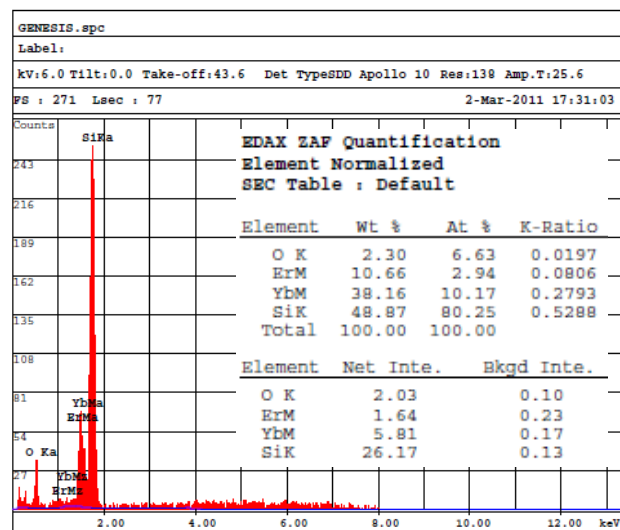 GENESIS.spc
Label:
kV:6.0 Tilt:0.0 Take-off:43.6 Det TypeSDD Apollo 10 Res:138 Amp.T:25.6
FS : 271 Lsec : 77 2-Mar-2011 17:31:03
Counts
SiKa
243
216
189
162
135
108
81
54
27
YbMa
ErMa
O Ka
YbMz
ErMz
EDAX ZAF Quantification
Element Normalized
SEC Table : Default
Element Wt % At % K-Ratio
O K 2.30 6.63 0.0197
ErM 10.66 2.94 0.0806
YbM 38.16 10.17 0.2793
SiK 48.87 80.25 0.5288
Total 100.00 100.00
Element Net Inte. Bkgd Inte.
O K 2.03 0.10
ErM 1.64 0.23
YbM 5.81 0.17
SiK 26.17 0.13
2.00 4.00 6.00 8.00 10.00 12.00 keV